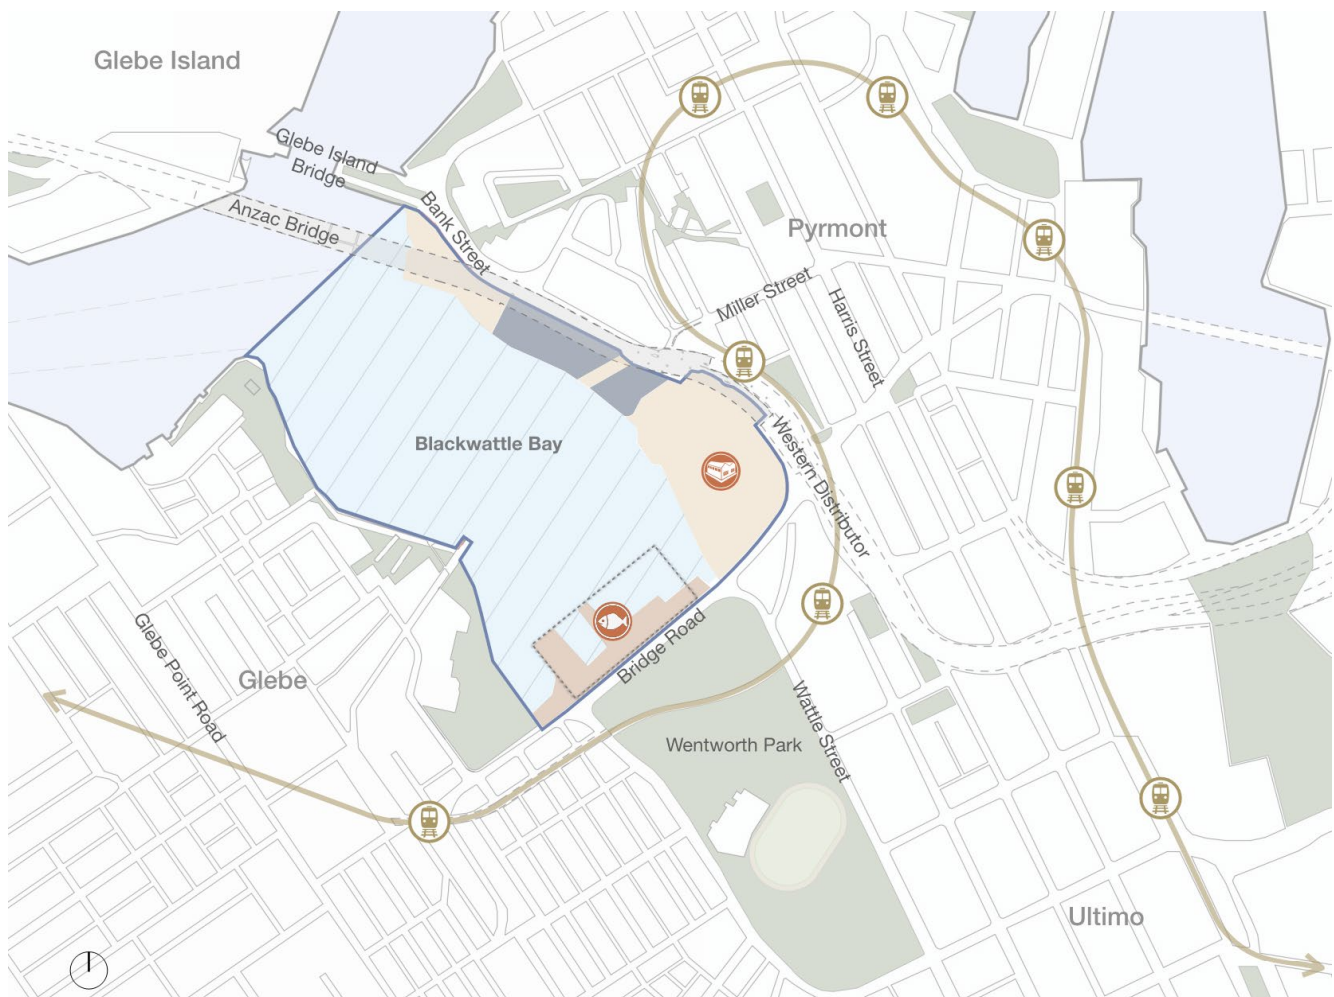 Glebe Island
Glebe Island
Bridge
Anzac Bridge
Bank Street
Pyrmont
Miller Street
Harris Street
Blackwattle Bay
Western Distributor
Bridge Road
Glebe Point Road
Glebe
Wattle Street
Wentworth Park
Ultimo